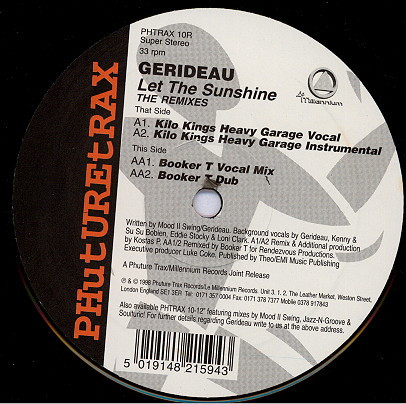 PHutUREtRAX
PHTRAX 10R
Super Stereo
33 rpm
GERIDEAU
Let The Sunshine
THE REMIXES
Le Millennium
That Side
A1. Kilo Kings Heavy Garage Vocal
A2. Kilo Kings Heavy Garage Instrumental
This Side
AA1. Booker T Vocal Mix
AA2. Booker T Dub
Written by Mood II Swing/Gerideau. Background vocals by Gerideau, Kenny &
Su Su Bobien, Eddie Stocky & Loni Clark. A1/A2 Remix & Additional production
by Kostas P. AA1/2 Remixed by Booker T for Rendezvous Productions.
Executive producer Luke Coke. Published by Theo/EMI Music Publishing
A Phuture Trax/Millennium Records Joint Release
℗ & © 1998 Phuture Trax Records/Le Millennium Records. Unit 3. 1. 2. The Leather Market, Weston Street,
London England SE1 3ER Tel: 0171 357 0004 Fax: 0171 378 7377 Mobile 0378 917843
Also available PHTRAX 10-12" featuring mixes by Mood II Swing, Jazz-N-Groove &
Soulfuric! For further details regarding Gerideau write to us at the above address.
5 019148 215943